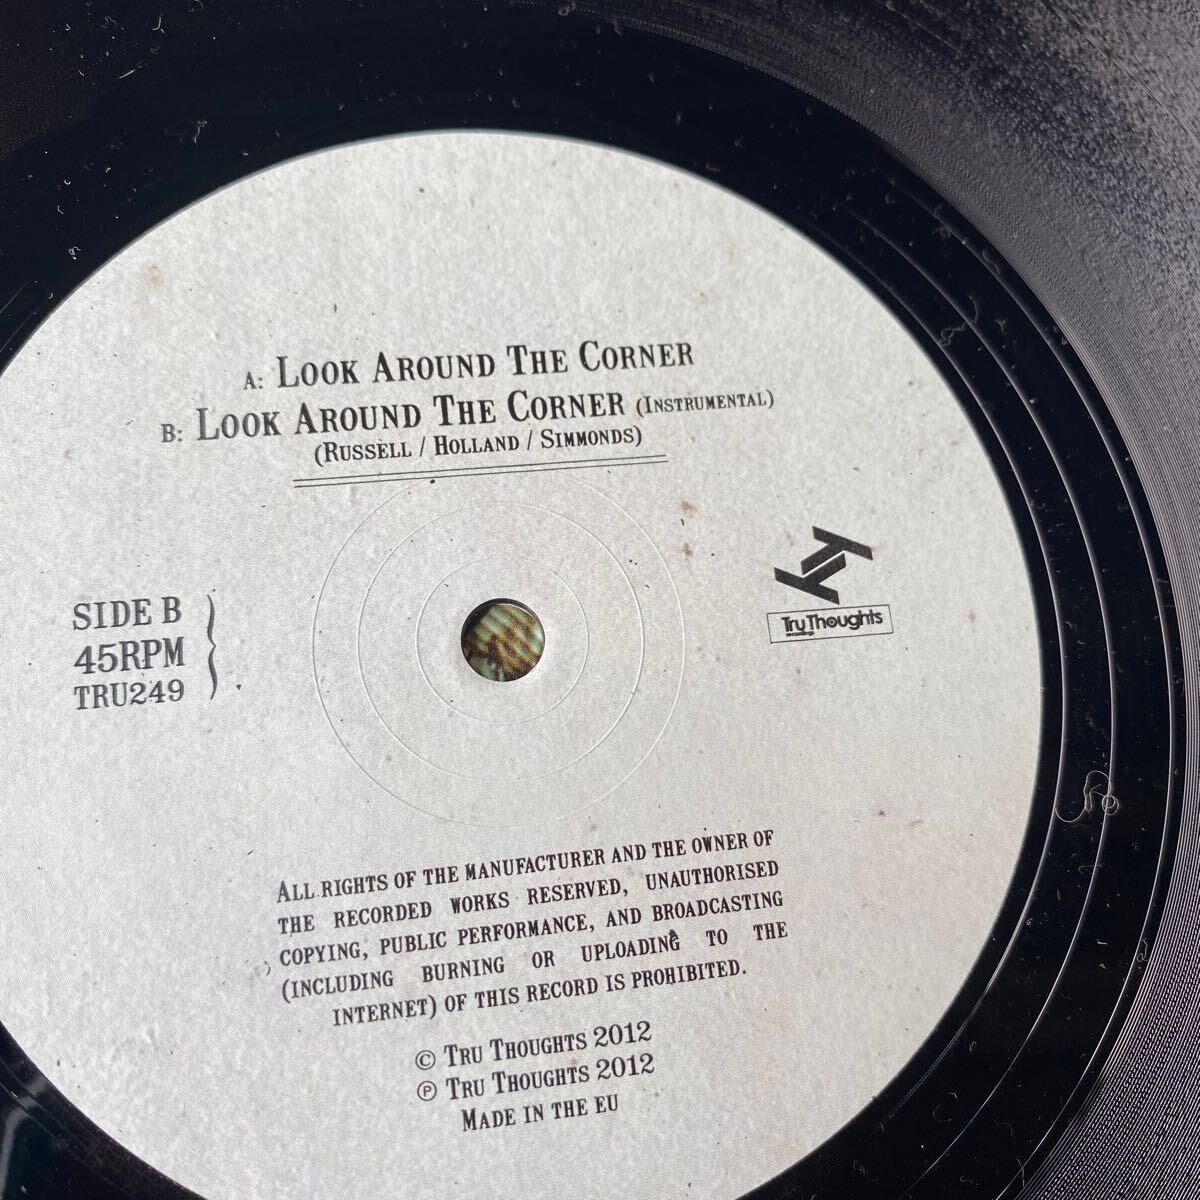 A: LOOK AROUND THE CORNER
B: LOOK AROUND THE CORNER (INSTRUMENTAL)
(RUSSELL / HOLLAND / SIMMONDS)
SIDE B
45RPM
TRU249
Tru Thoughts
recordings
ALL RIGHTS OF THE MANUFACTURER AND THE OWNER OF
THE RECORDED WORKS RESERVED, UNAUTHORISED
COPYING, PUBLIC PERFORMANCE, AND BROADCASTING
(INCLUDING BURNING OR UPLOADING TO THE
INTERNET) OF THIS RECORD IS PROHIBITED.
© TRU THOUGHTS 2012
℗ TRU THOUGHTS 2012
MADE IN THE EU